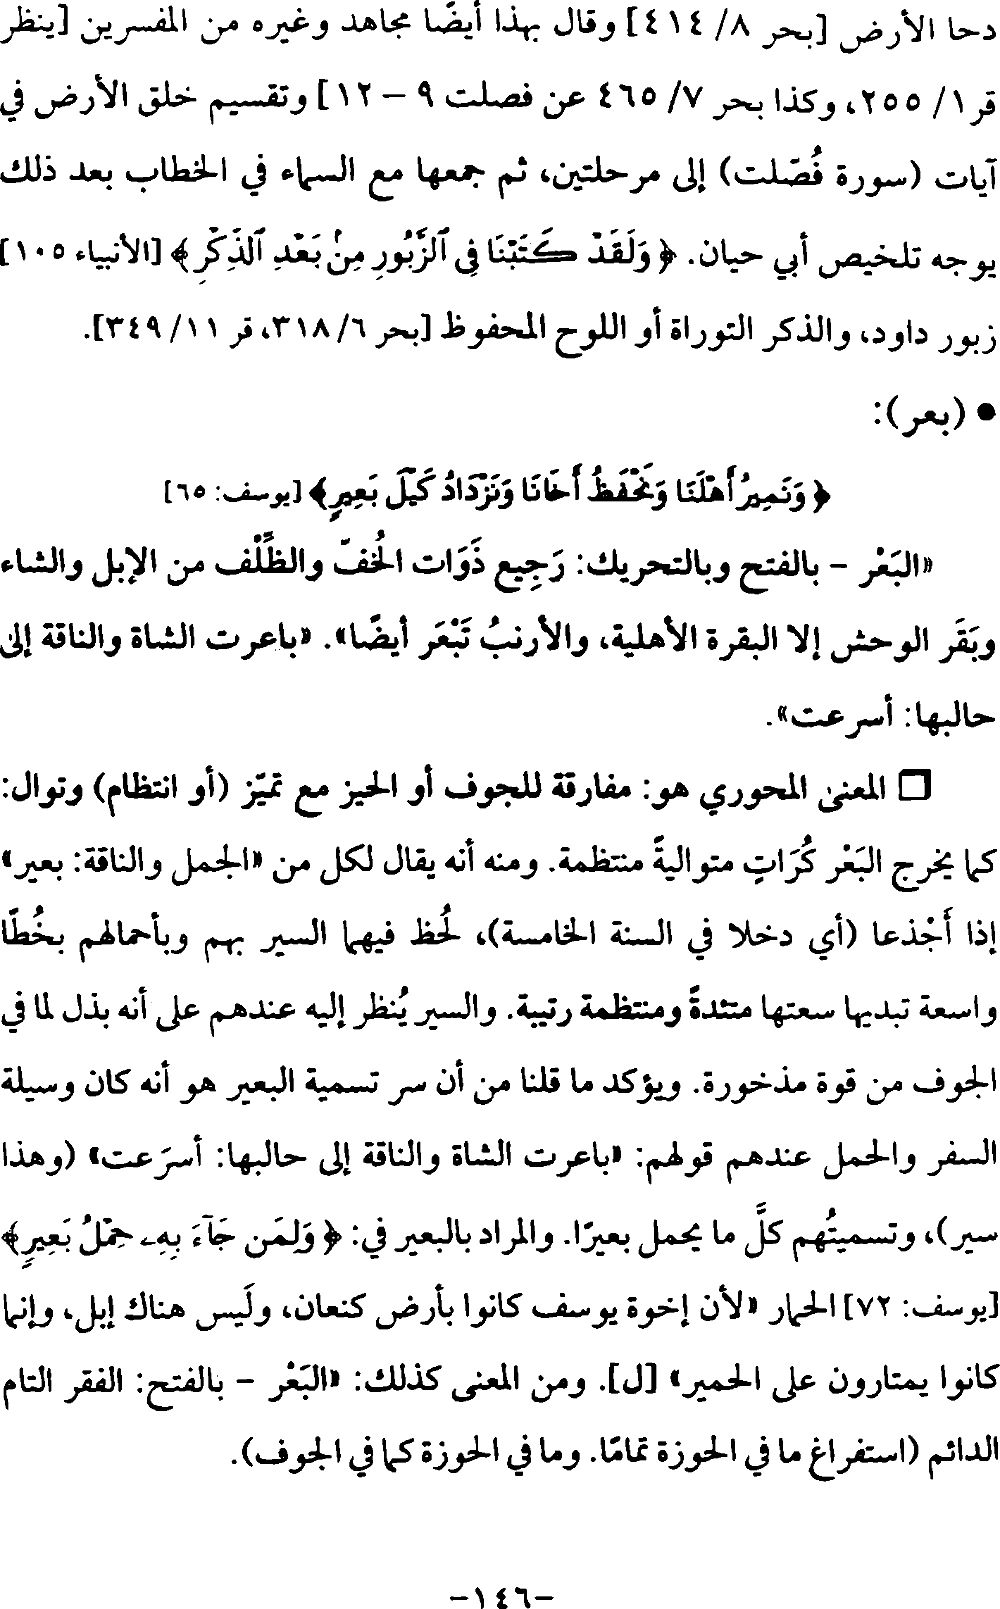 دحا الأرض [بحر ٨/ ٤١٤] وقال بهذا أيضًا مجاهد وغيره من المفسرين [ينظر
قر ١/ ٢٥٥، وكذا بحر ٧/ ٤٦٥ عن فصلت ٩ – ١٢] وتقسيم خلق الأرض في
آيات (سورة فُصّلت) إلى مرحلتين، ثم جمعها مع السماء في الخطاب بعد ذلك
يوجه تلخيص أبي حيان. ﴿ وَلَقَدْ كَتَبْنَا فِي ٱلزَّبُورِ مِنۢ بَعْدِ ٱلذِّكْرِ ﴾ [الأنبياء ١٠٥]
زبور داود، والذكر التوراة أو اللوح المحفوظ [بحر ٦/ ٣١٨، قر ١١/ ٣٤٩].
● (بعر):
﴿ وَنَمِيرُ أَهْلَنَا وَنَحْفَظُ أَخَانَا وَنَزْدَادُ كَيْلَ بَعِيرٍ ﴾ [يوسف: ٦٥]
«البَعْر – بالفتح وبالتحريك: رَجِيع ذَوَات الخُفّ والظِّلْف من الإبل والشاء
وبَقَر الوحش إلا البقرة الأهلية، والأرنبُ تَبْعَر أيضًا». «باعرت الشاة والناقة إلى
حالبها: أسرعت».
□ المعنى المحوري هو: مفارقة للجوف أو الحيز مع تميّز (أو انتظام) وتوال:
كما يخرج البَعْر كُرَاتٍ متواليةً منتظمة. ومنه أنه يقال لكل من «الجمل والناقة: بعير»
إذا أَجْذعا (أي دخلا في السنة الخامسة)، لُحظ فيهما السير بهم وبأحمالهم بخُطًا
واسعة تبديها سعتها متئدةً ومنتظمة رتيبة. والسير يُنظر إليه عندهم على أنه بذل لما في
الجوف من قوة مذخورة. ويؤكد ما قلنا من أن سر تسمية البعير هو أنه كان وسيلة
السفر والحمل عندهم قولهم: «باعرت الشاة والناقة إلى حالبها: أسرَعت» (وهذا
سير)، وتسميتُهم كلَّ ما يحمل بعيرًا. والمراد بالبعير في: ﴿ وَلِمَن جَآءَ بِهِۦ حِمْلُ بَعِيرٍ ﴾
[يوسف: ٧٢] الحمار «لأن إخوة يوسف كانوا بأرض كنعان، ولَيس هناك إبل، وإنما
كانوا يمتارون على الحمير» [ل]. ومن المعنى كذلك: «البَعْر – بالفتح: الفقر التام
الدائم (استفراغ ما في الحوزة تمامًا. وما في الحوزة كما في الجوف).
-١٤٦-